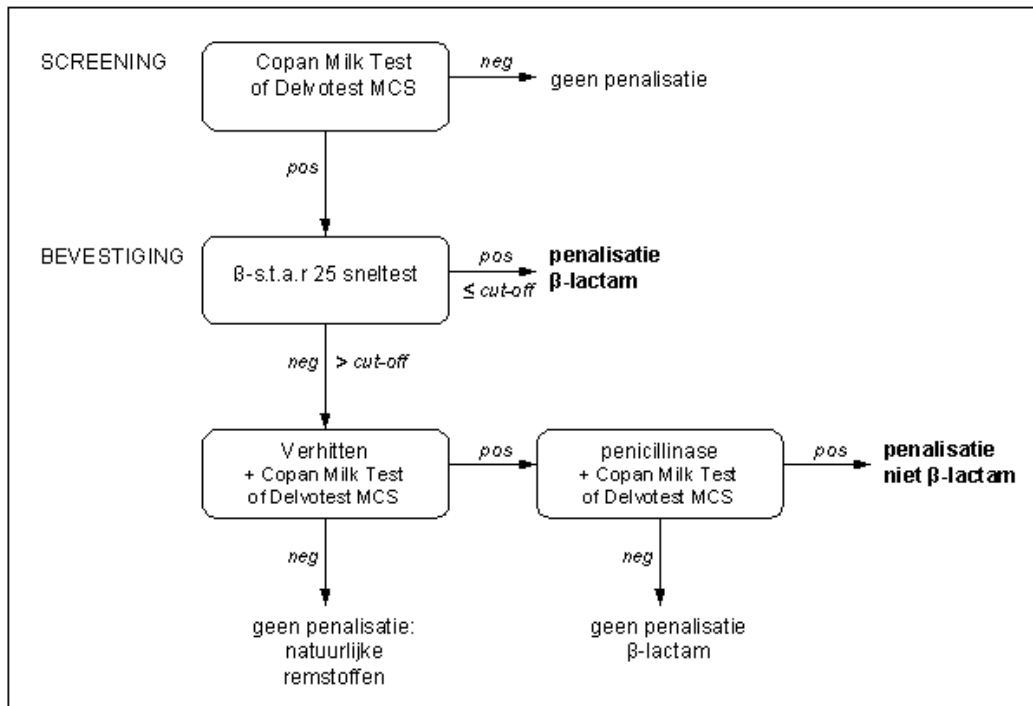 SCREENING
Copan Milk Test
of Delvotest MCS
neg
geen penalisatie
pos
BEVESTIGING
ß-s.t.a.r 25 sneltest
pos
≤ cut-off
penalisatie
β-lactam
neg > cut-off
Verhitten
+ Copan Milk Test
of Delvotest MCS
pos
penicillinase
+ Copan Milk Test
of Delvotest MCS
pos
penalisatie
niet β-lactam
neg
neg
geen penalisatie:
natuurlijke
remstoffen
geen penalisatie
β-lactam